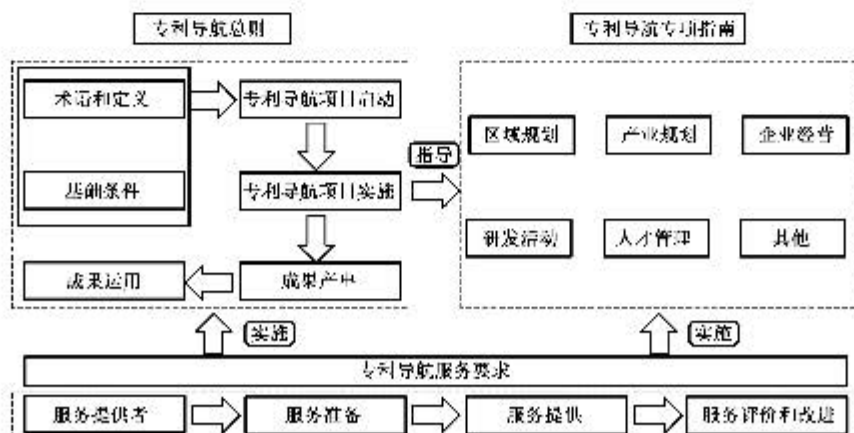 专利导航总则
专利导航专项指南
术语和定义
专利导航项目启动
基础条件
专利导航项目实施
成果运用
成果产出
指导
区域规划
产业规划
企业经营
研发活动
人才管理
其他
实施
实施
专利导航服务要求
服务提供者
服务准备
服务提供
服务评价和改进